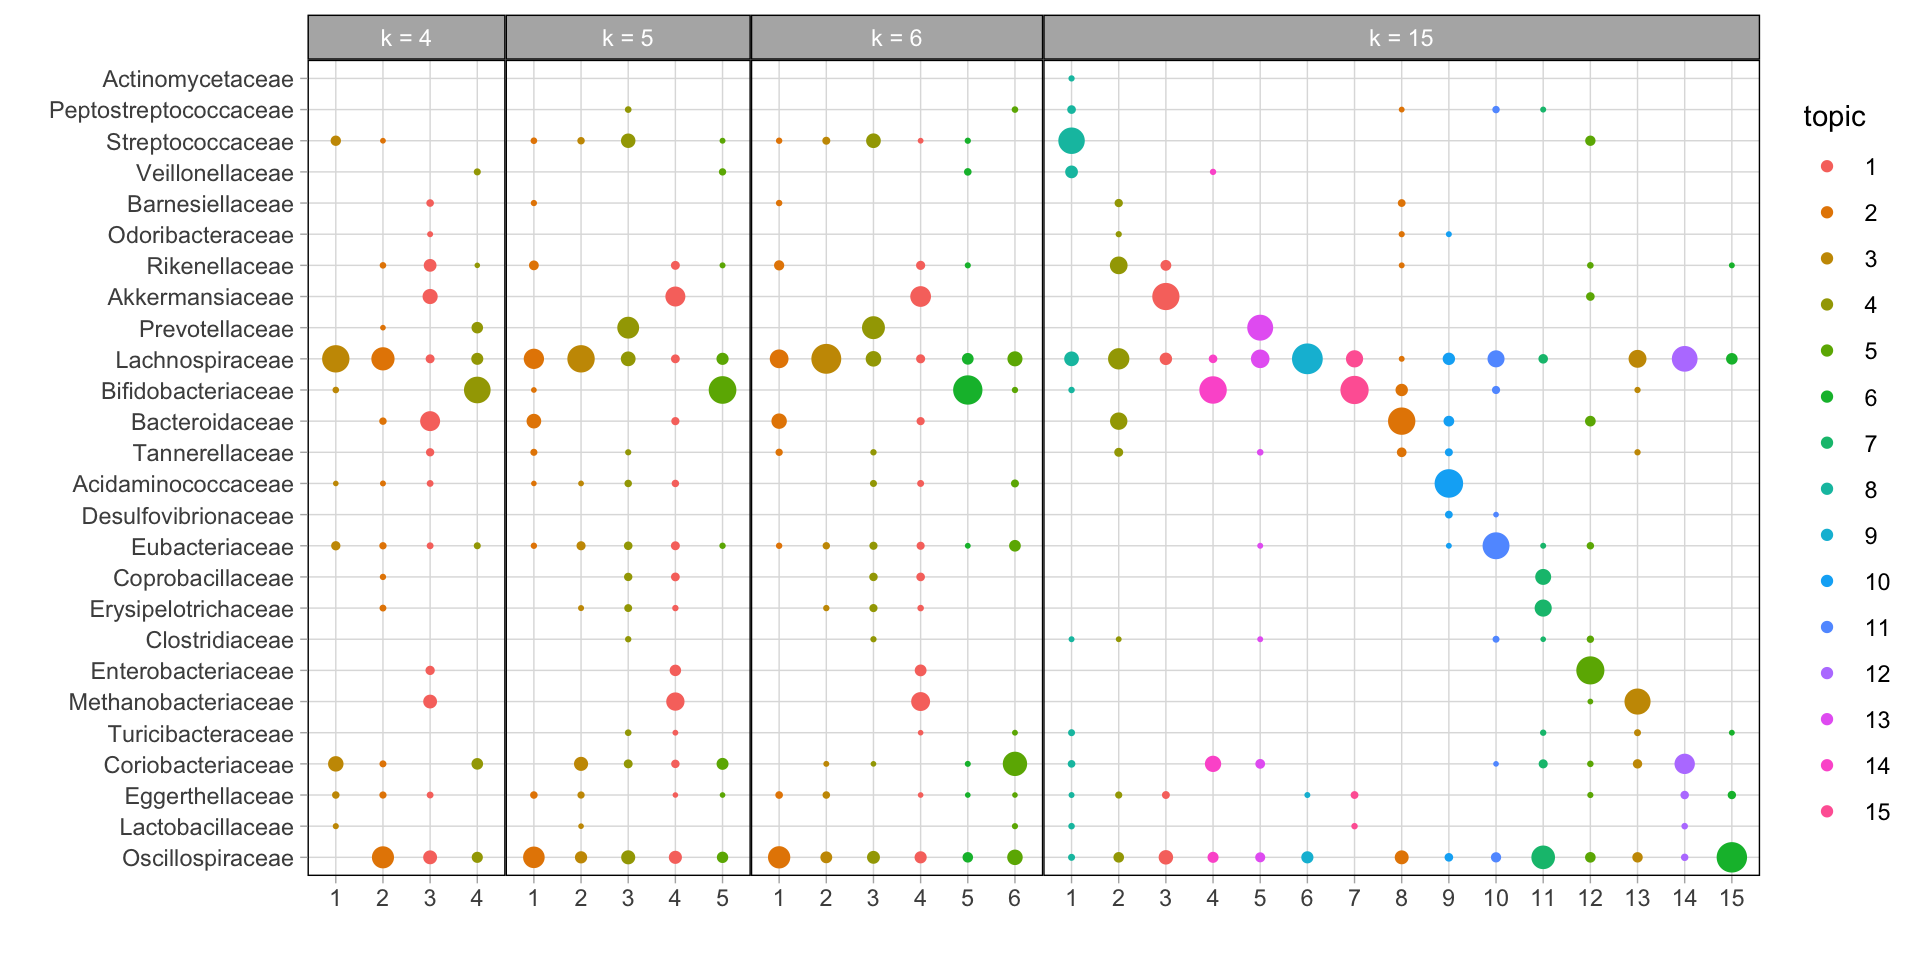 k = 4 k = 5 k = 6 k = 15
Actinomycetaceae
Peptostreptococcaceae
Streptococcaceae
Veillonellaceae
Barnesiellaceae
Odoribacteraceae
Rikenellaceae
Akkermansiaceae
Prevotellaceae
Lachnospiraceae
Bifidobacteriaceae
Bacteroidaceae
Tannerellaceae
Acidaminococcaceae
Desulfovibrionaceae
Eubacteriaceae
Coprobacillaceae
Erysipelotrichaceae
Clostridiaceae
Enterobacteriaceae
Methanobacteriaceae
Turicibacteraceae
Coriobacteriaceae
Eggerthellaceae
Lactobacillaceae
Oscillospiraceae
1 2 3 4 1 2 3 4 5 1 2 3 4 5 6 1 2 3 4 5 6 7 8 9 10 11 12 13 14 15
topic
1
2
3
4
5
6
7
8
9
10
11
12
13
14
15